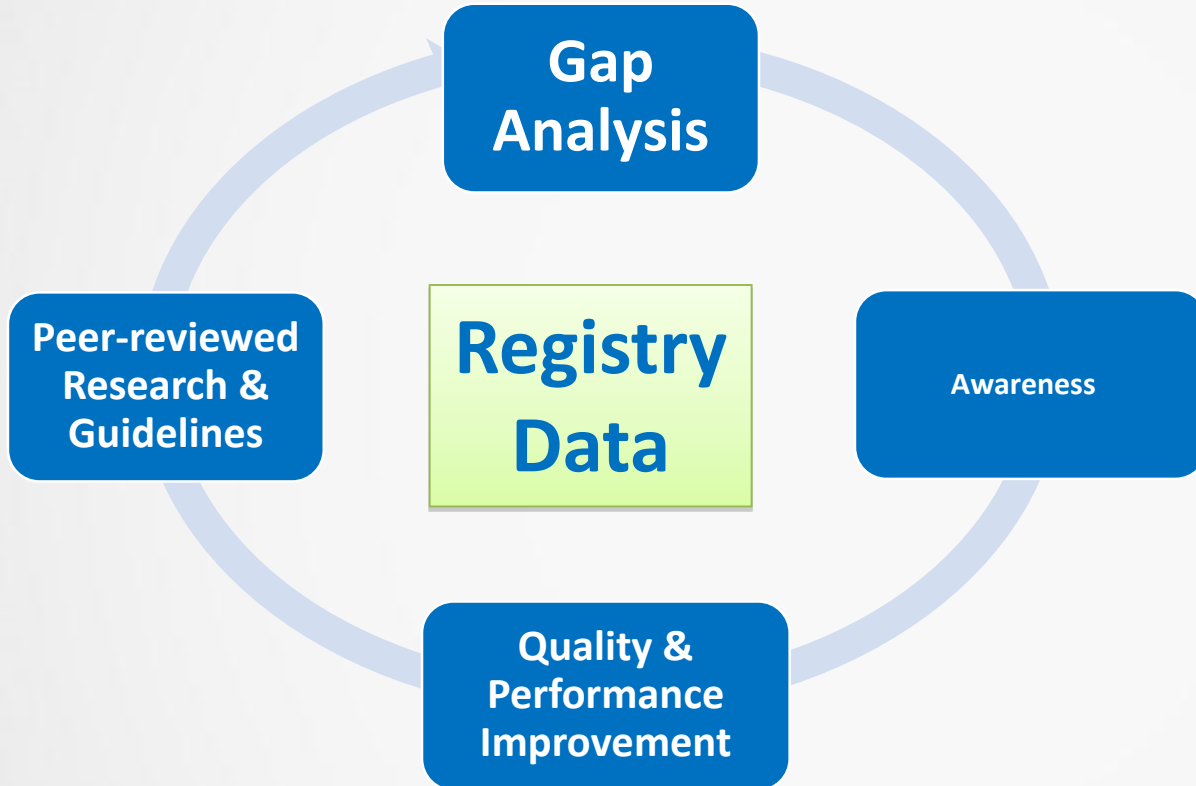 Gap
Analysis
Peer-reviewed
Research &
Guidelines
Registry
Data
Awareness
Quality &
Performance
Improvement